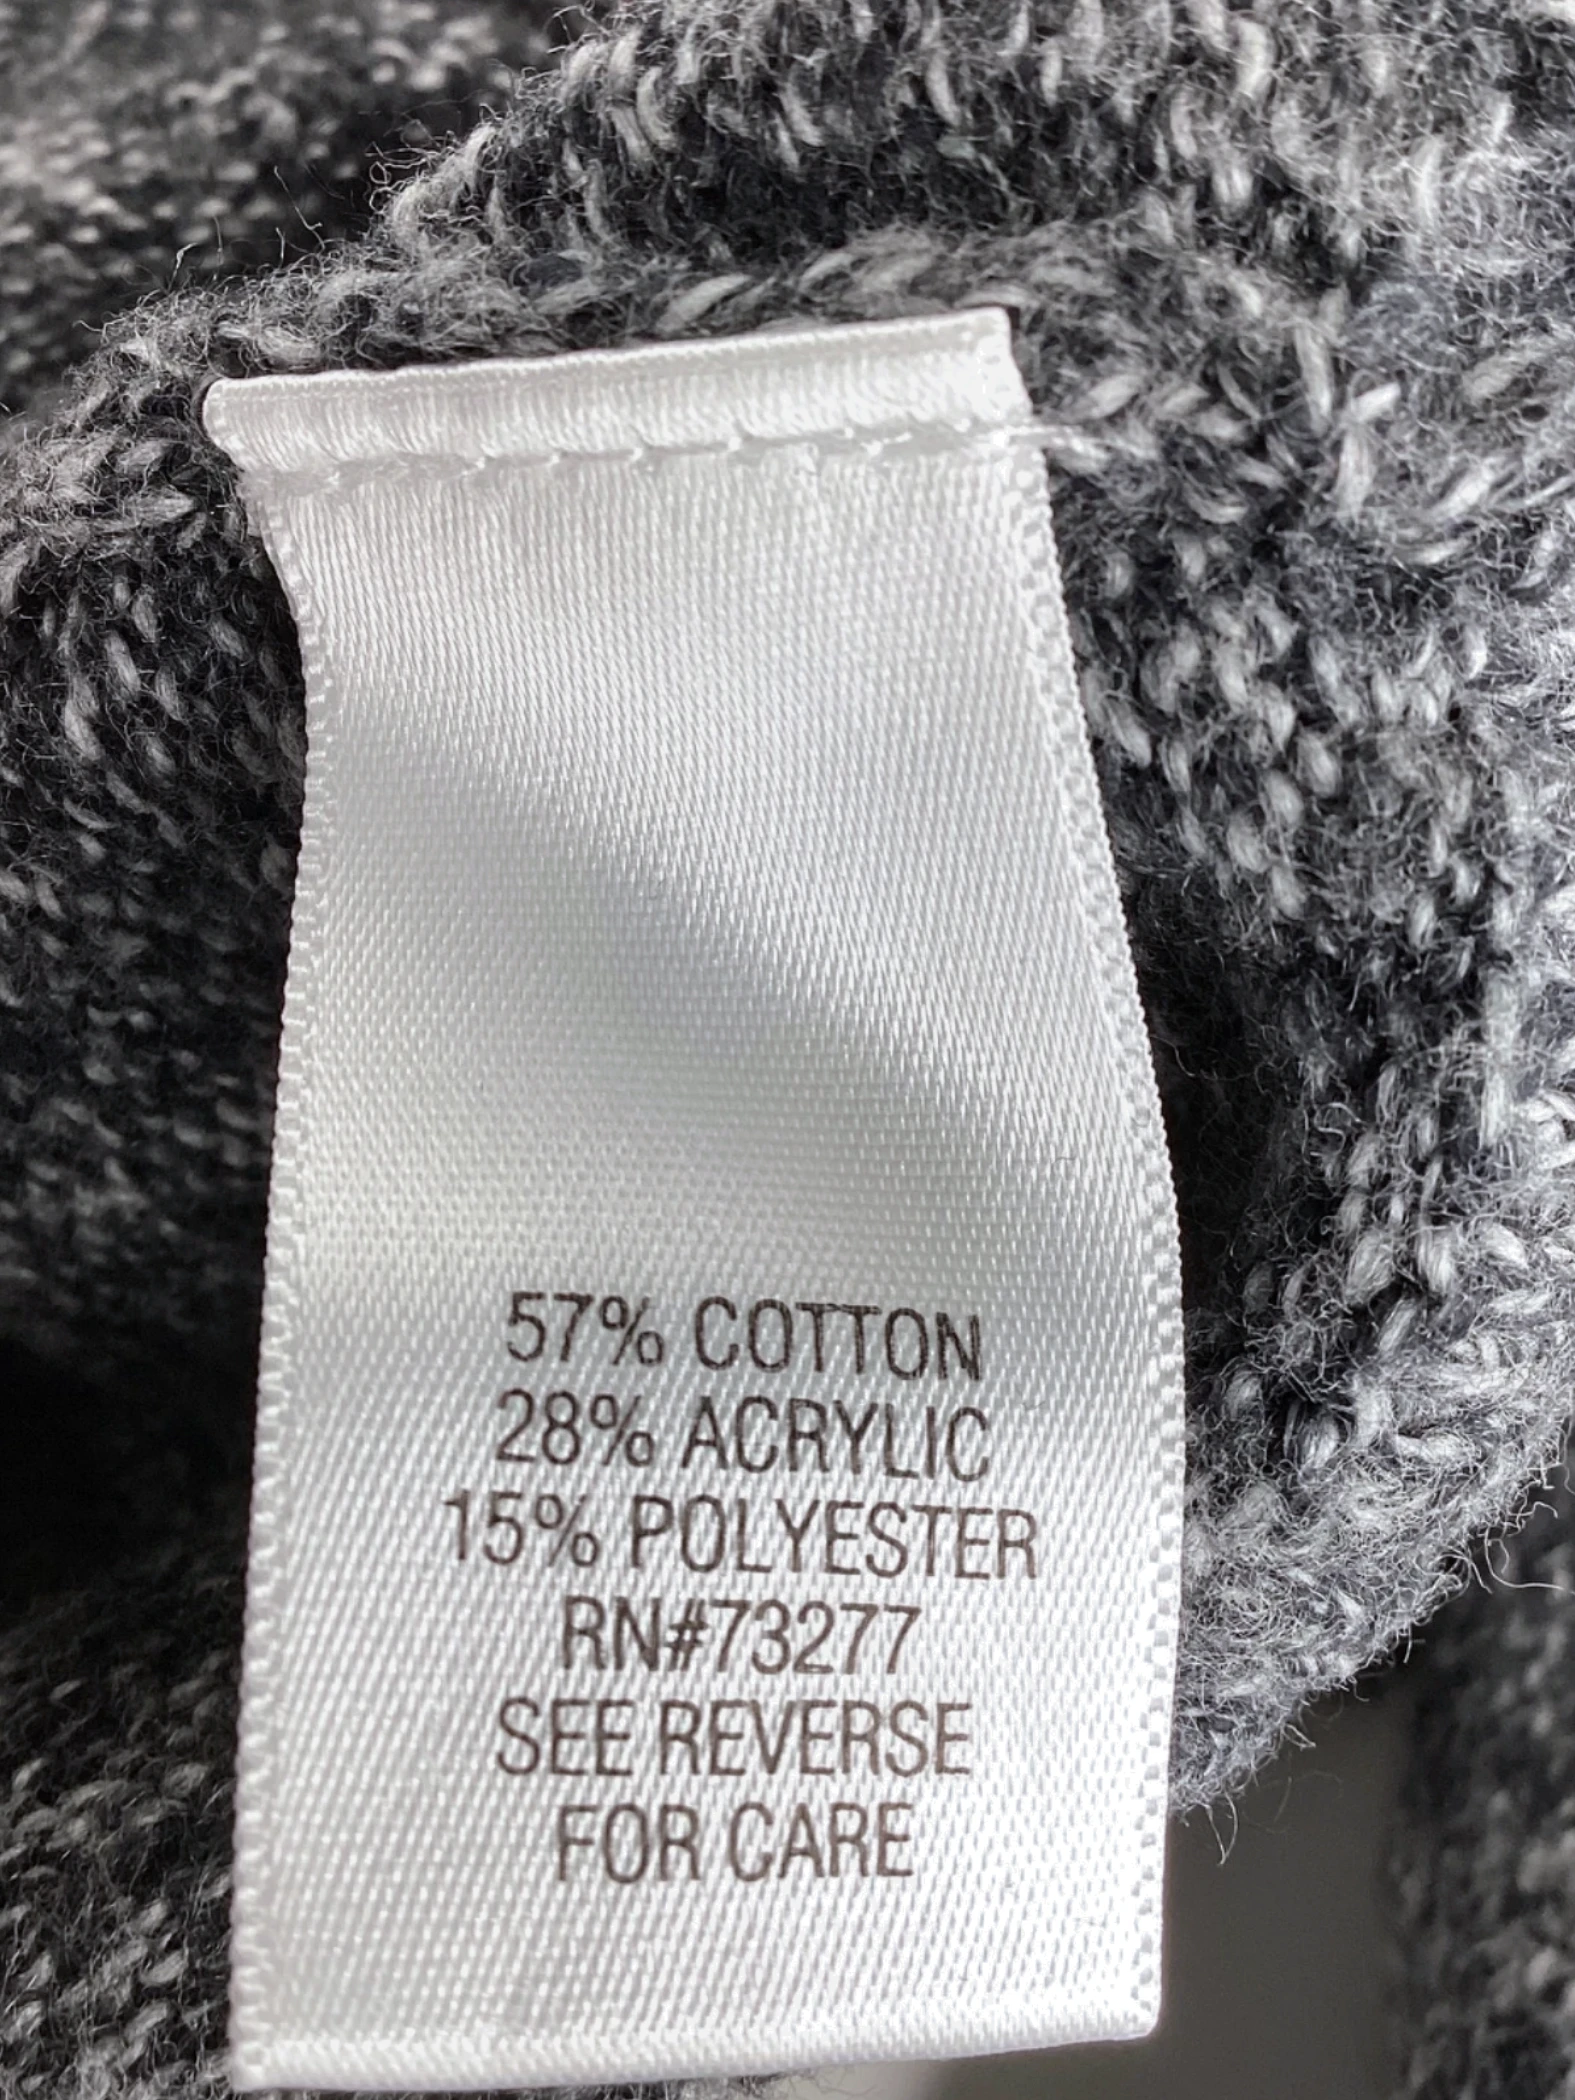 57% COTTON
28% ACRYLIC
15% POLYESTER
RN#73277
SEE REVERSE
FOR CARE